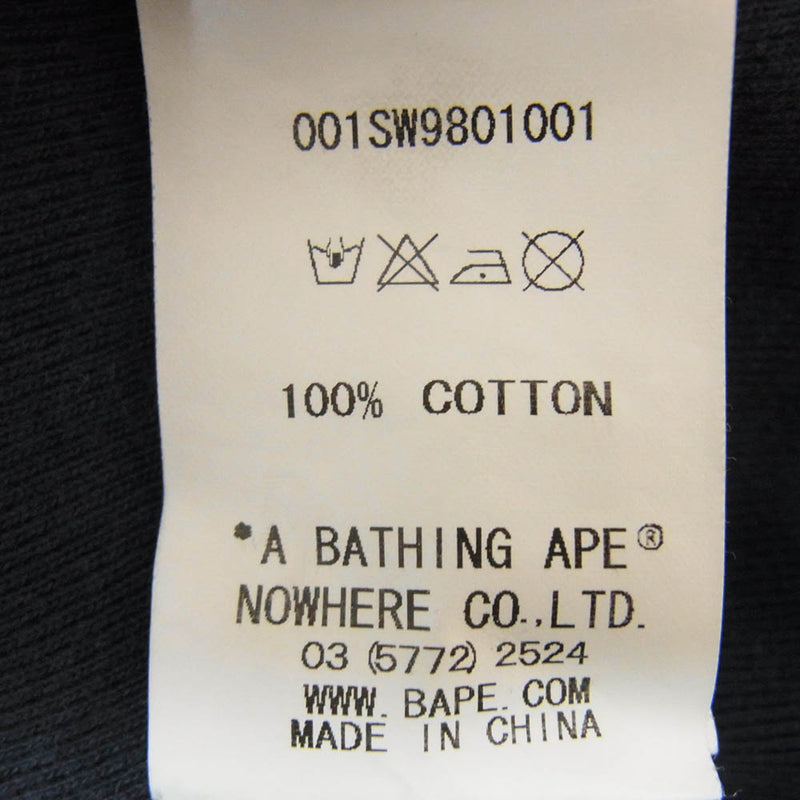 001SW9801001
100% COTTON
*A BATHING APE®
NOWHERE CO.,LTD.
03 (5772) 2524
WWW. BAPE. COM
MADE IN CHINA